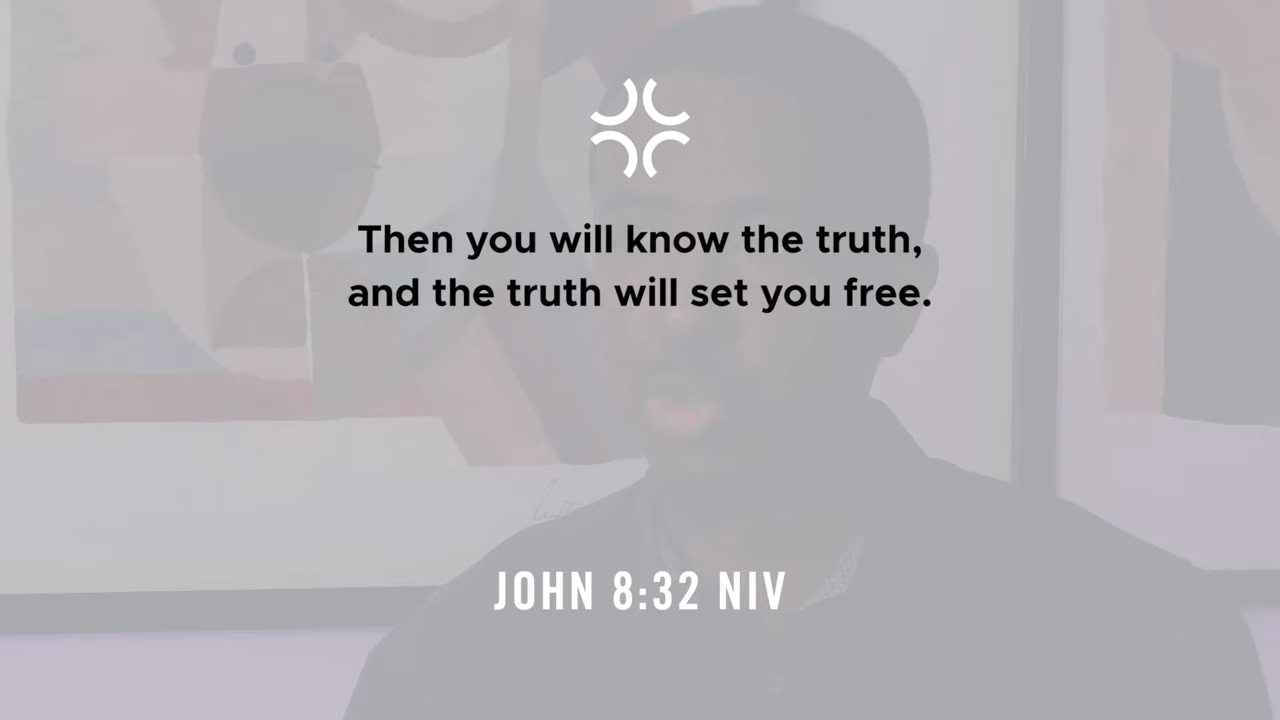 Then you will know the truth,
and the truth will set you free.
JOHN 8:32 NIV